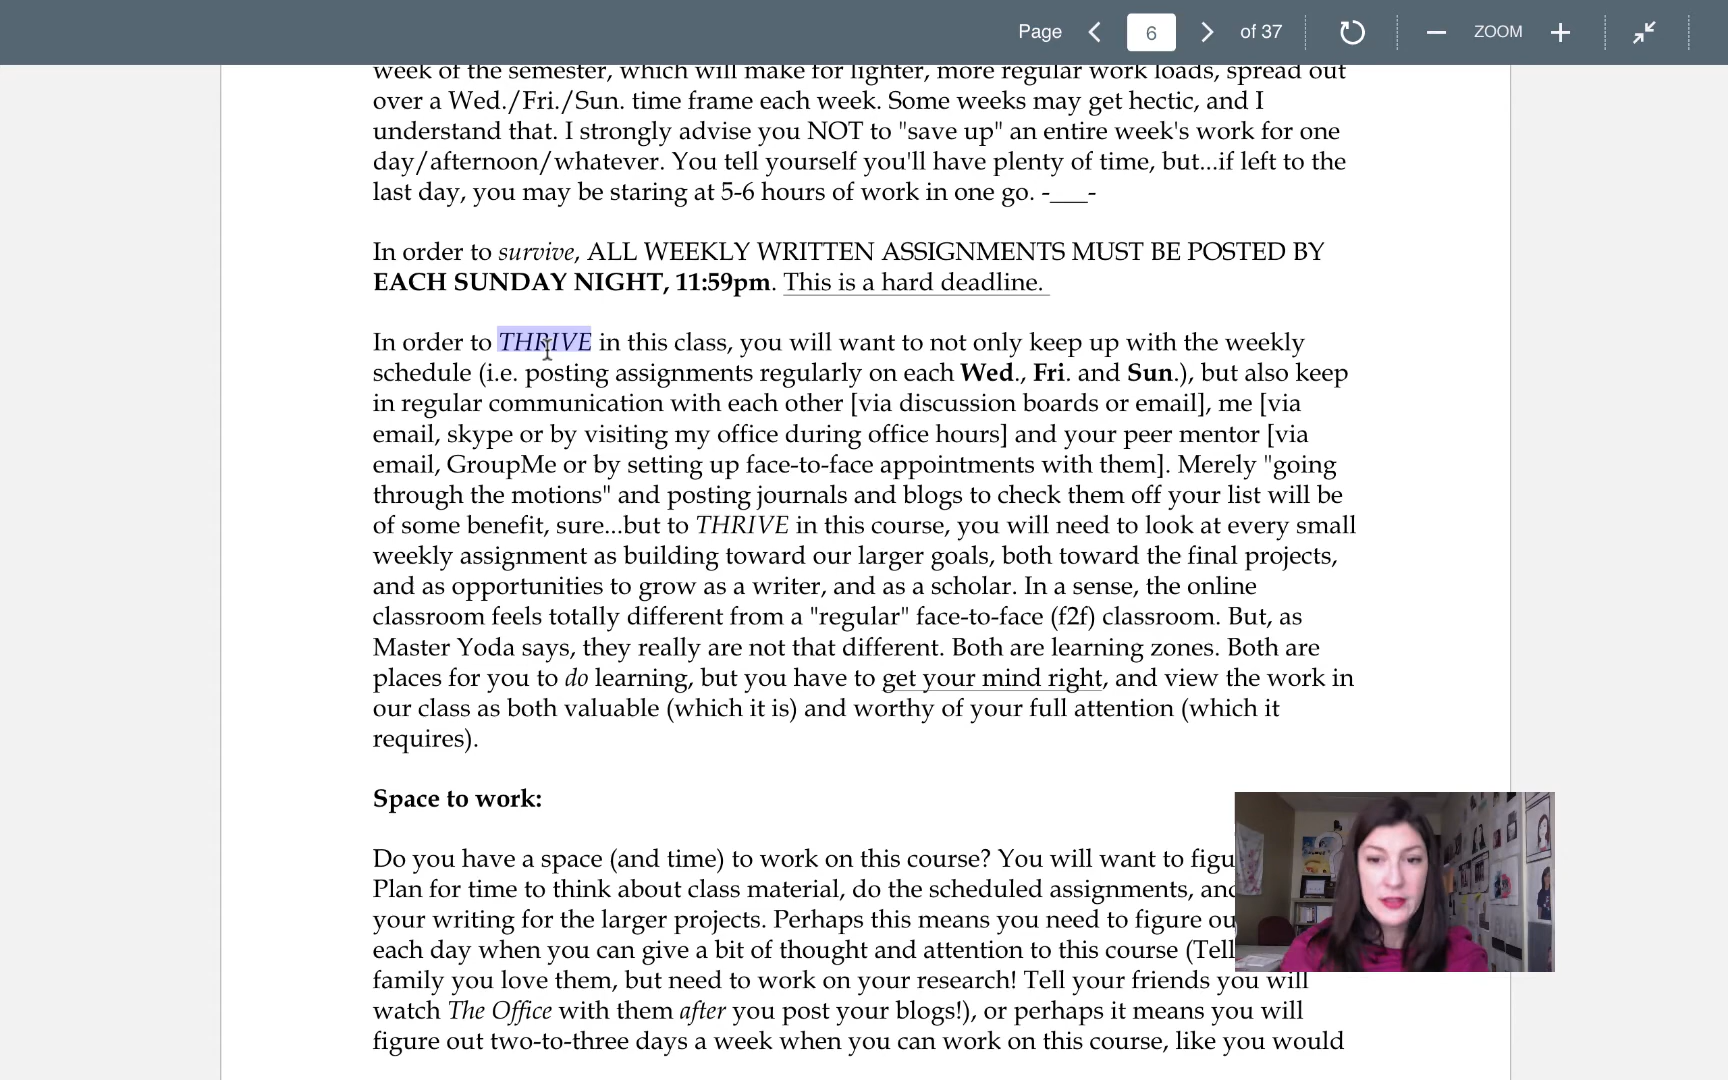 Page 6 of 37 ZOOM
week of the semester, which will make for lighter, more regular work loads, spread out
over a Wed./Fri./Sun. time frame each week. Some weeks may get hectic, and I
understand that. I strongly advise you NOT to "save up" an entire week's work for one
day/afternoon/whatever. You tell yourself you'll have plenty of time, but...if left to the
last day, you may be staring at 5-6 hours of work in one go. -___-
In order to survive, ALL WEEKLY WRITTEN ASSIGNMENTS MUST BE POSTED BY
EACH SUNDAY NIGHT, 11:59pm. This is a hard deadline.
In order to THRIVE in this class, you will want to not only keep up with the weekly
schedule (i.e. posting assignments regularly on each Wed., Fri. and Sun.), but also keep
in regular communication with each other [via discussion boards or email], me [via
email, skype or by visiting my office during office hours] and your peer mentor [via
email, GroupMe or by setting up face-to-face appointments with them]. Merely "going
through the motions" and posting journals and blogs to check them off your list will be
of some benefit, sure...but to THRIVE in this course, you will need to look at every small
weekly assignment as building toward our larger goals, both toward the final projects,
and as opportunities to grow as a writer, and as a scholar. In a sense, the online
classroom feels totally different from a "regular" face-to-face (f2f) classroom. But, as
Master Yoda says, they really are not that different. Both are learning zones. Both are
places for you to do learning, but you have to get your mind right, and view the work in
our class as both valuable (which it is) and worthy of your full attention (which it
requires).
Space to work:
Do you have a space (and time) to work on this course? You will want to figu
Plan for time to think about class material, do the scheduled assignments, and
your writing for the larger projects. Perhaps this means you need to figure ou
each day when you can give a bit of thought and attention to this course (Tell
family you love them, but need to work on your research! Tell your friends you will
watch The Office with them after you post your blogs!), or perhaps it means you will
figure out two-to-three days a week when you can work on this course, like you would